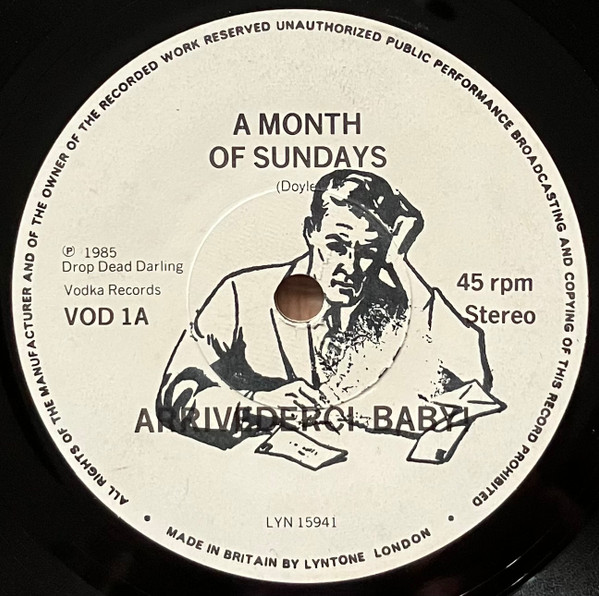 ALL RIGHTS OF THE MANUFACTURER AND OF THE OWNER OF THE RECORDED WORK RESERVED UNAUTHORIZED PUBLIC PERFORMANCE BROADCASTING AND COPYING OF THIS RECORD PROHIBITED
A MONTH
OF SUNDAYS
(Doyle
℗ 1985
Drop Dead Darling
Vodka Records
VOD 1A
45 rpm
Stereo
ARRIVEDERCI BABY!
LYN 15941
• MADE IN BRITAIN BY LYNTONE LONDON •